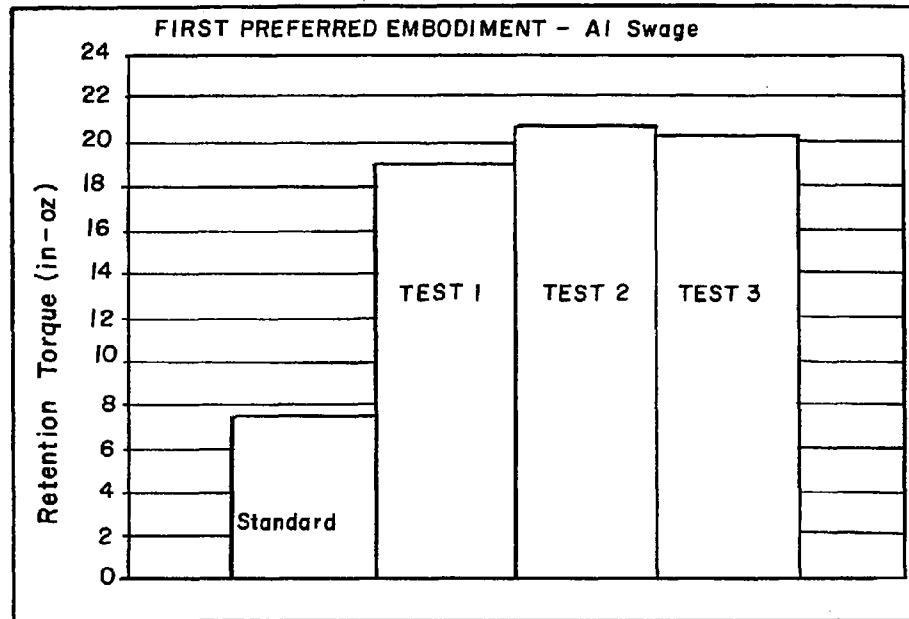 FIRST PREFERRED EMBODIMENT - Al Swage
Retention Torque (in-oz)
24
22
20
18
16
14
12
10
8
6
4
2
0
Standard
TEST 1
TEST 2
TEST 3